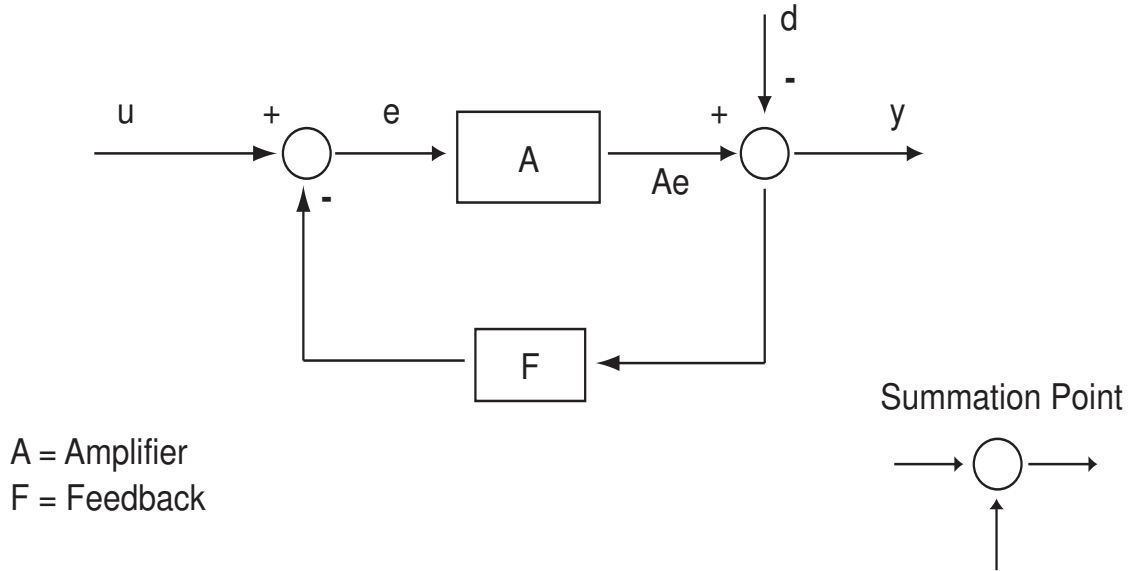 d
-
u
+
e
A
+
Ae
y
-
F
Summation Point
A = Amplifier
F = Feedback